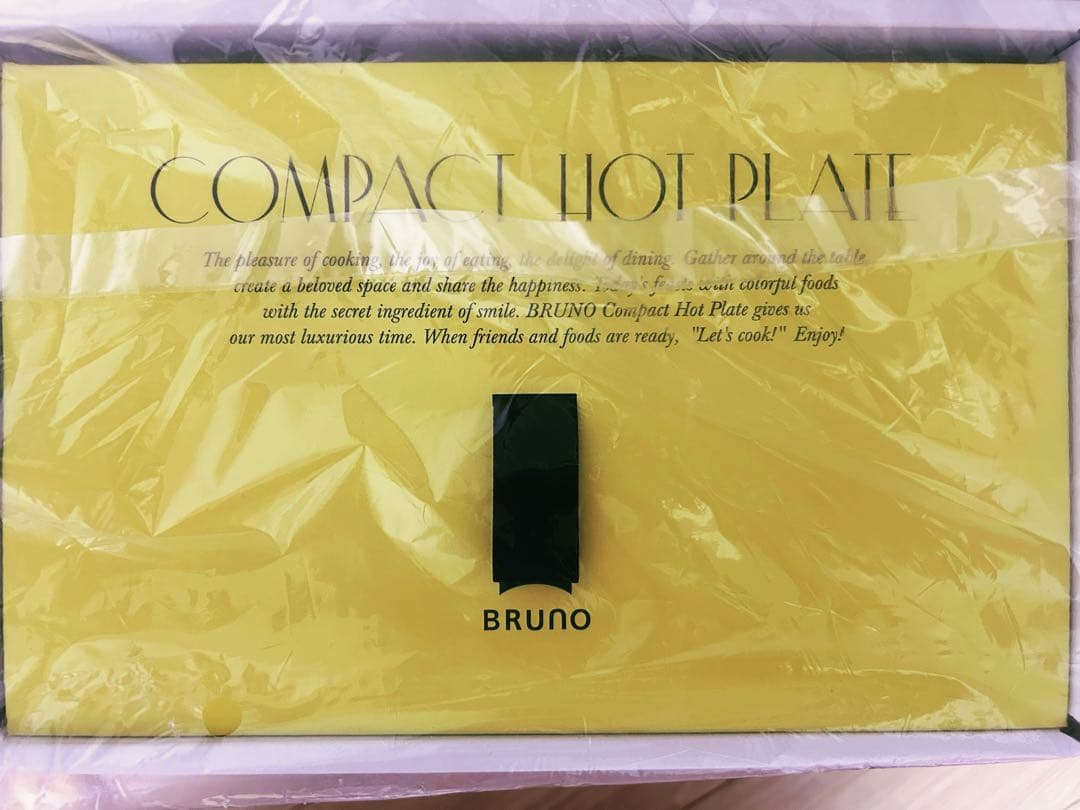 COMPACT HOT PLATE
The pleasure of cooking, the joy of eating, the delight of dining. Gather around the table
create a beloved space and share the happiness. Today's feasts with colorful foods
with the secret ingredient of smile. BRUNO Compact Hot Plate gives us
our most luxurious time. When friends and foods are ready, "Let's cook!" Enjoy!
BRUNO